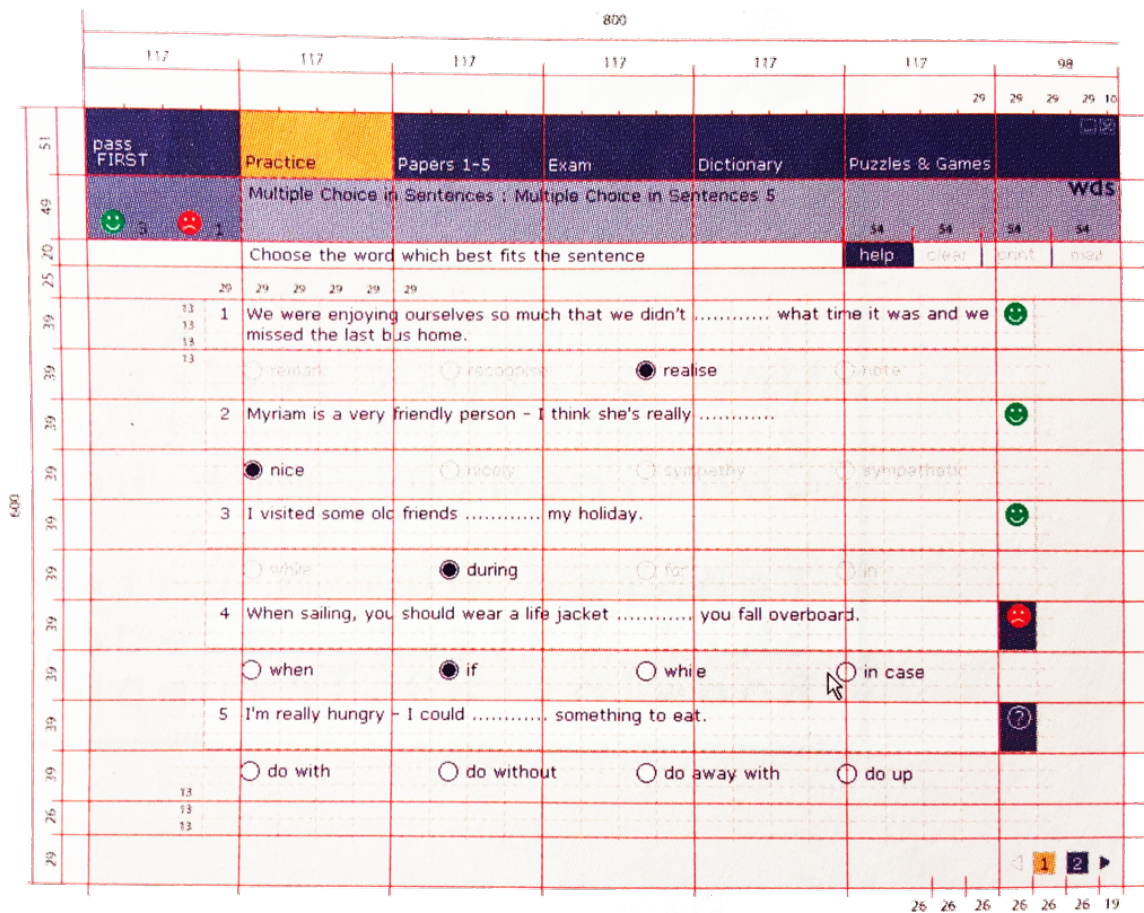 800
117 117 117 117 117 117 98
29 29 29 29 10
51
pass
FIRST
Practice Papers 1-5 Exam Dictionary Puzzles & Games
49
Multiple Choice in Sentences : Multiple Choice in Sentences 5
wds
3 1
54 54 54 54
20
Choose the word which best fits the sentence
help clear print mail
25
29 29 29 29 29 29
39
13
13
13
13
1 We were enjoying ourselves so much that we didn't ............ what time it was and we
missed the last bus home.
39
remark recognise realise note
39
2 Myriam is a very friendly person - I think she's really ............
39
nice nicely sympathy sympathetic
600
39
3 I visited some old friends ............ my holiday.
39
while during for in
39
4 When sailing, you should wear a life jacket ............ you fall overboard.
39
when if while in case
39
5 I'm really hungry - I could ............ something to eat.
?
39
do with do without do away with do up
13
13
13
26
29
1 2
26 26 26 26 26 26 19